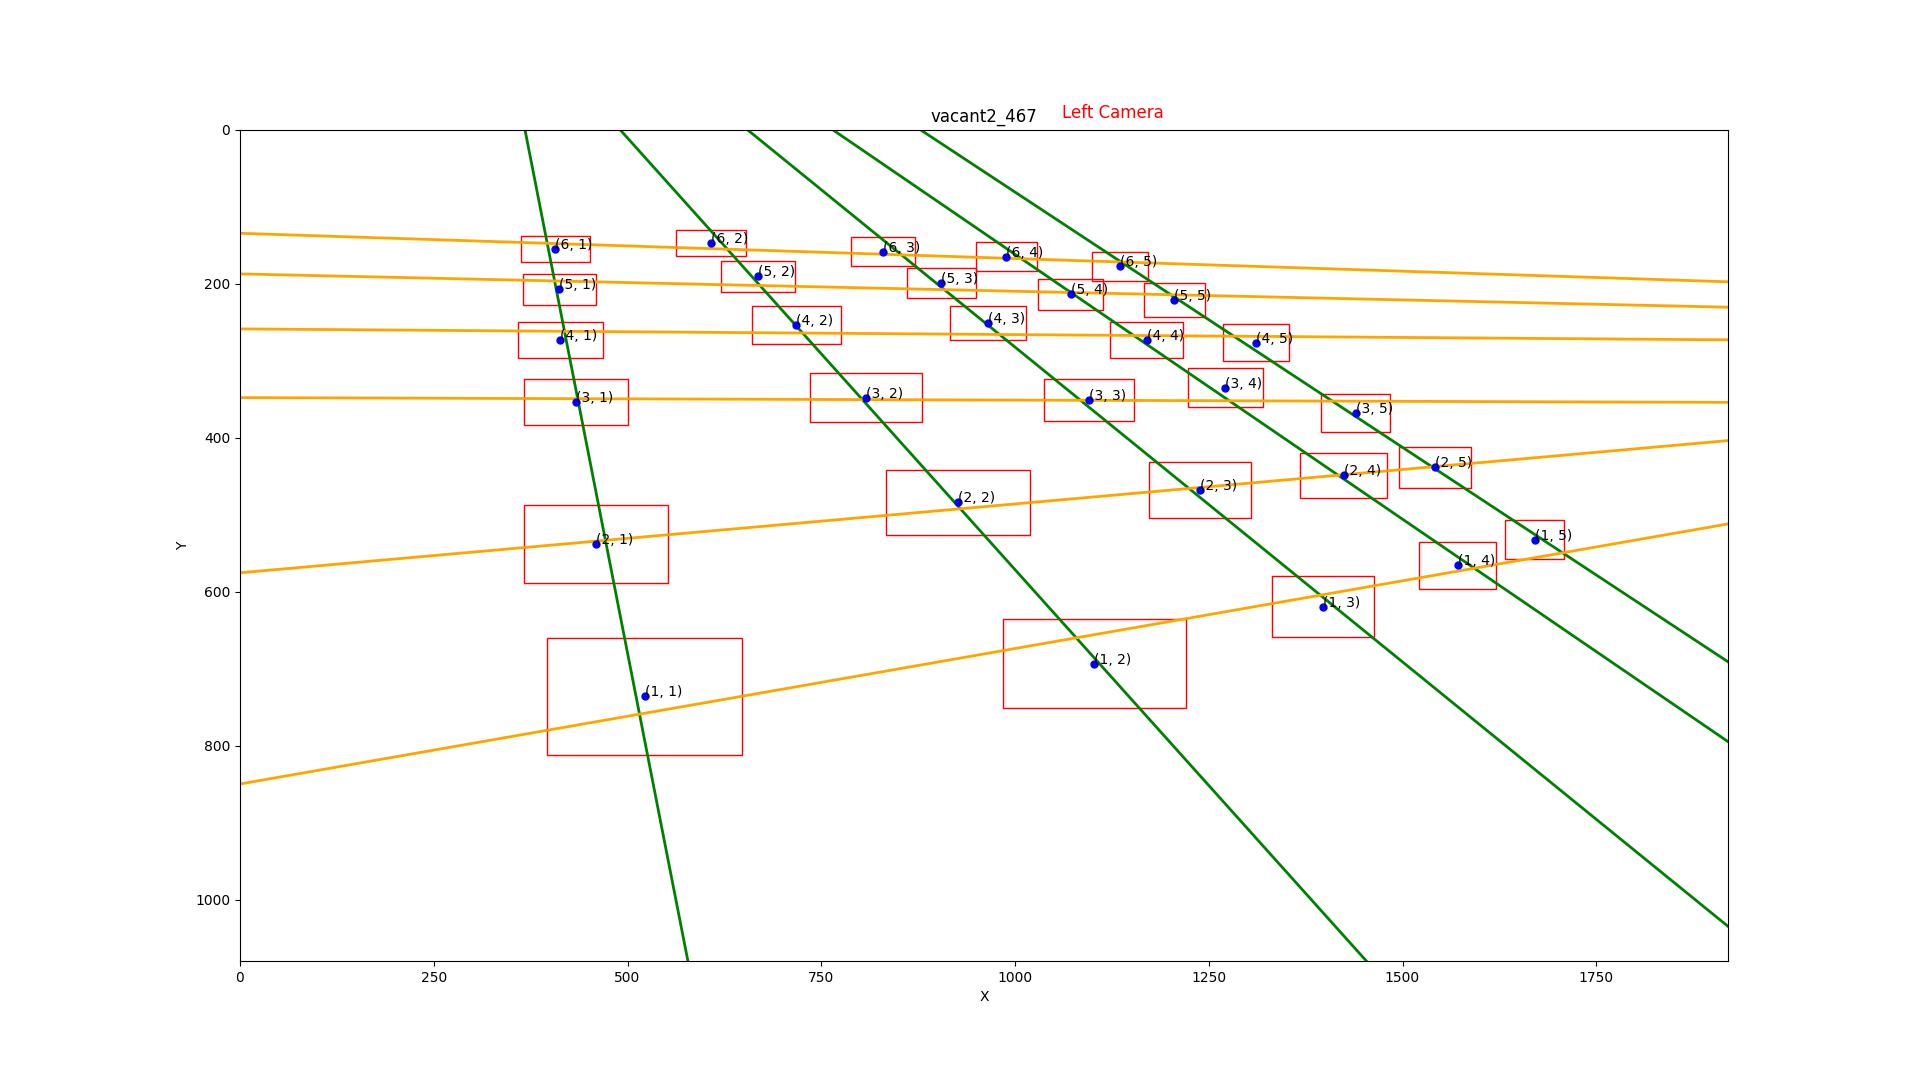 vacant2_467 Left Camera
0
(6, 1) (6, 2) (6, 3) (6, 4) (6, 5)
200
(5, 1) (5, 2) (5, 3) (5, 4) (5, 5)
(4, 1) (4, 2) (4, 3) (4, 4) (4, 5)
(3, 1) (3, 2) (3, 3) (3, 4) (3, 5)
400
(2, 1) (2, 2) (2, 3) (2, 4) (2, 5)
Y
600
(1, 1) (1, 2) (1, 3) (1, 4) (1, 5)
800
1000
0 250 500 750 1000 1250 1500 1750
X